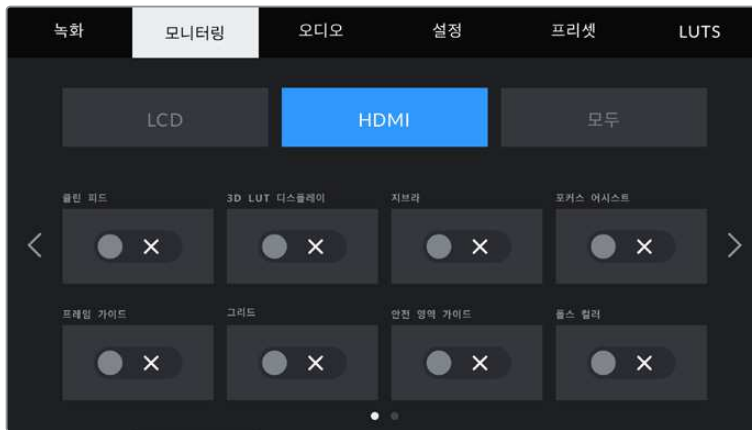 녹화 모니터링 오디오 설정 프리셋 LUTS
LCD HDMI 모두
클린 피드 3D LUT 디스플레이 지브라 포커스 어시스트
프레임 가이드 그리드 안전 영역 가이드 폴스 컬러